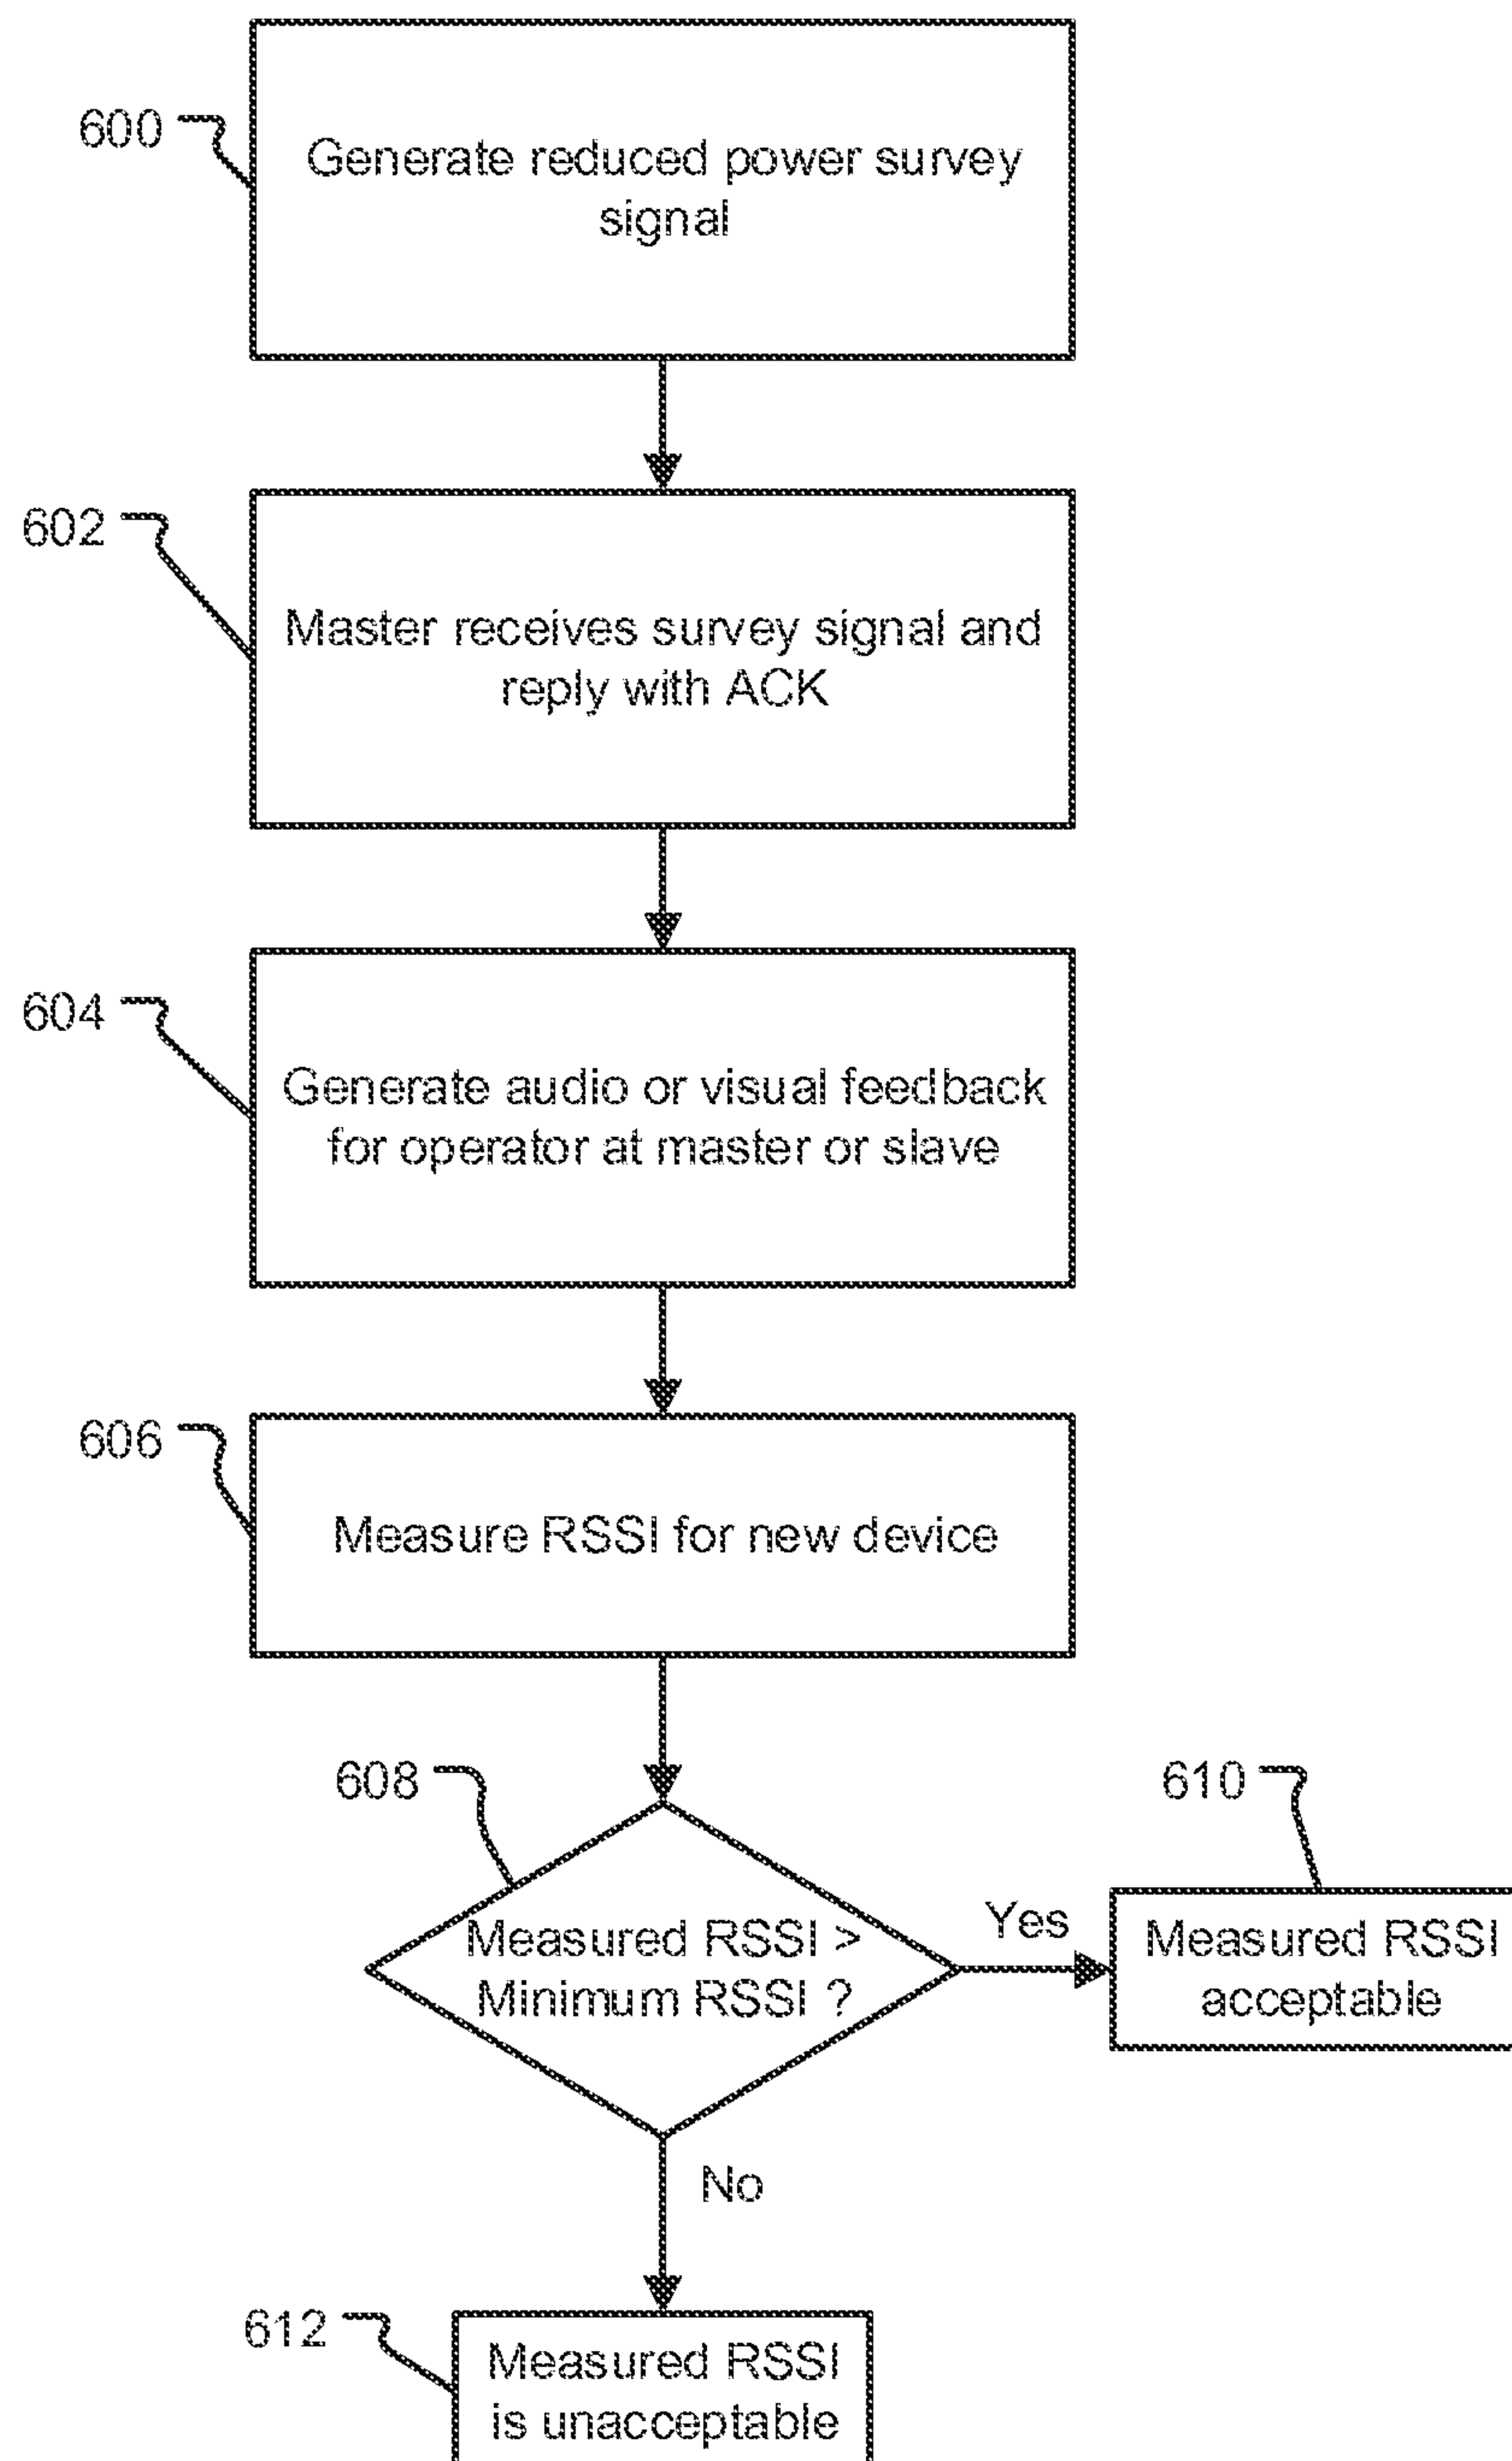 600
Generate reduced power survey
signal
602
Master receives survey signal and
reply with ACK
604
Generate audio or visual feedback
for operator at master or slave
606
Measure RSSI for new device
608
Measured RSSI >
Minimum RSSI ?
Yes
610
Measured RSSI
acceptable
No
612
Measured RSSI
is unacceptable